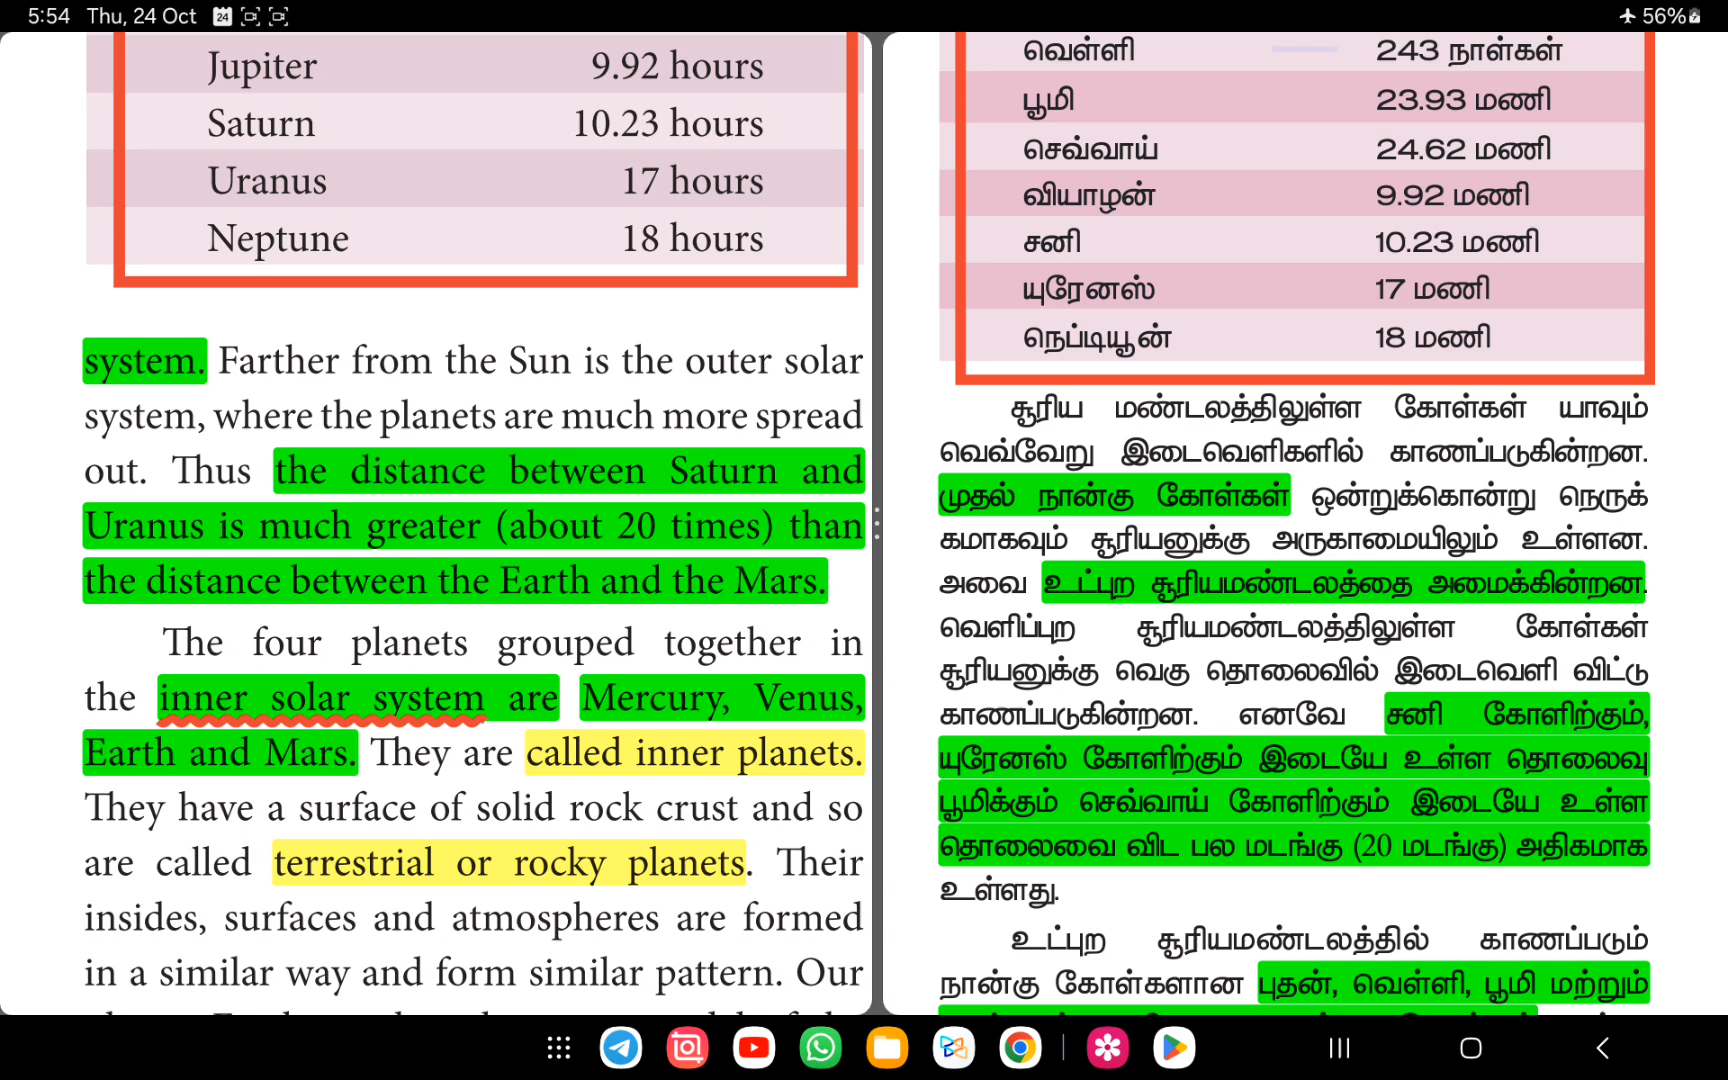 5:54 Thu, 24 Oct 24
56%
Jupiter 9.92 hours
Saturn 10.23 hours
Uranus 17 hours
Neptune 18 hours
system. Farther from the Sun is the outer solar
system, where the planets are much more spread
out. Thus the distance between Saturn and
Uranus is much greater (about 20 times) than
the distance between the Earth and the Mars.
The four planets grouped together in
the inner solar system are Mercury, Venus,
Earth and Mars. They are called inner planets.
They have a surface of solid rock crust and so
are called terrestrial or rocky planets. Their
insides, surfaces and atmospheres are formed
in a similar way and form similar pattern. Our
வெள்ளி 243 நாள்கள்
பூமி 23.93 மணி
செவ்வாய் 24.62 மணி
வியாழன் 9.92 மணி
சனி 10.23 மணி
யுரேனஸ் 17 மணி
நெப்டியூன் 18 மணி
சூரிய மண்டலத்திலுள்ள கோள்கள் யாவும்
வெவ்வேறு இடைவெளிகளில் காணப்படுகின்றன.
முதல் நான்கு கோள்கள் ஒன்றுக்கொன்று நெருக்
கமாகவும் சூரியனுக்கு அருகாமையிலும் உள்ளன.
அவை உட்புற சூரியமண்டலத்தை அமைக்கின்றன.
வெளிப்புற சூரியமண்டலத்திலுள்ள கோள்கள்
சூரியனுக்கு வெகு தொலைவில் இடைவெளி விட்டு
காணப்படுகின்றன. எனவே சனி கோளிற்கும்,
யுரேனஸ் கோளிற்கும் இடையே உள்ள தொலைவு
பூமிக்கும் செவ்வாய் கோளிற்கும் இடையே உள்ள
தொலைவை விட பல மடங்கு (20 மடங்கு) அதிகமாக
உள்ளது.
உட்புற சூரியமண்டலத்தில் காணப்படும்
நான்கு கோள்களான புதன், வெள்ளி, பூமி மற்றும்